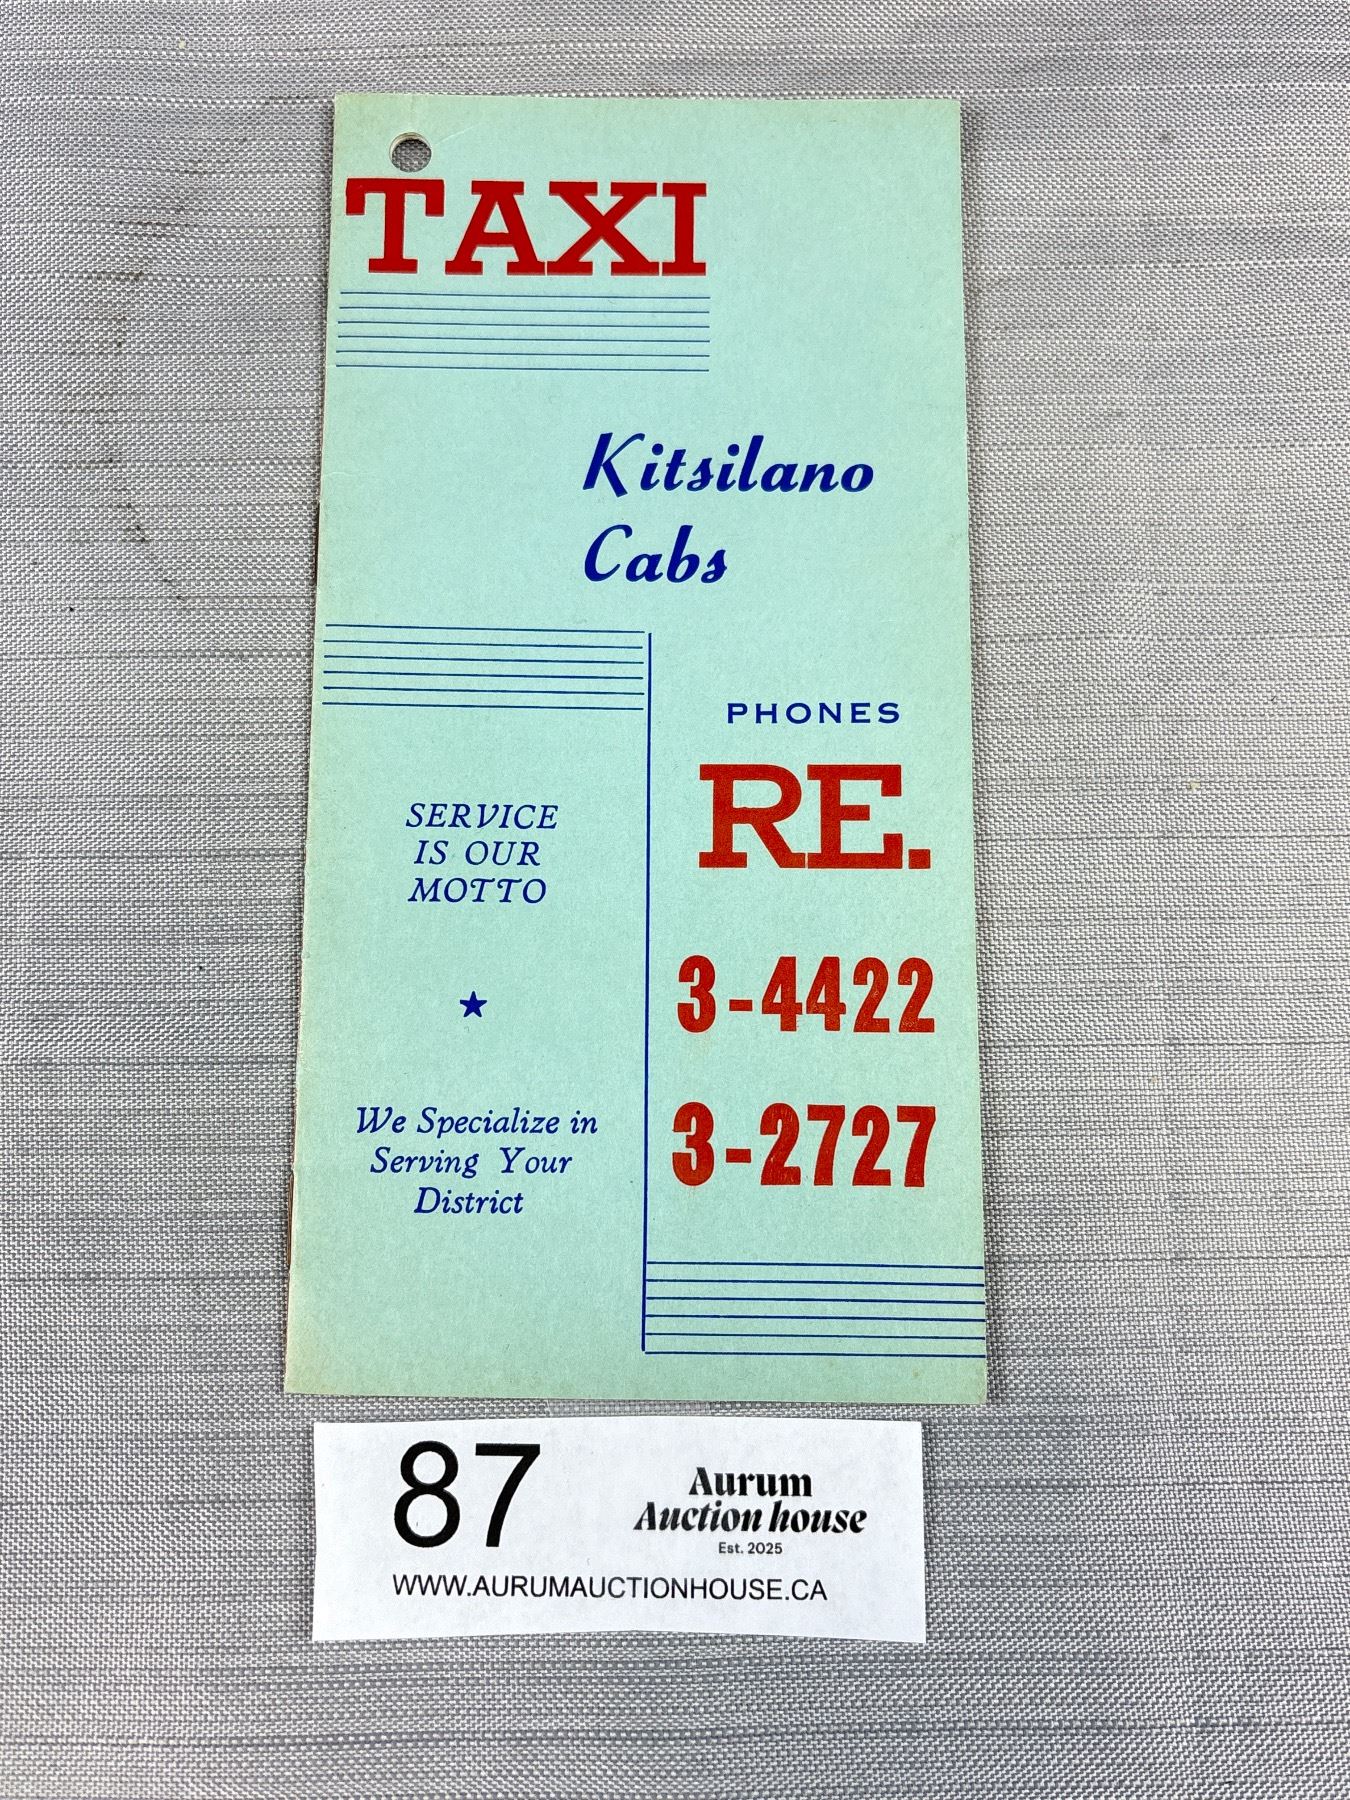 TAXI
Kitsilano
Cabs
SERVICE
IS OUR
MOTTO
We Specialize in
Serving Your
District
PHONES
RE.
3-4422
3-2727
87
Aurum
Auction house
Est. 2025
WWW.AURUMAUCTIONHOUSE.CA